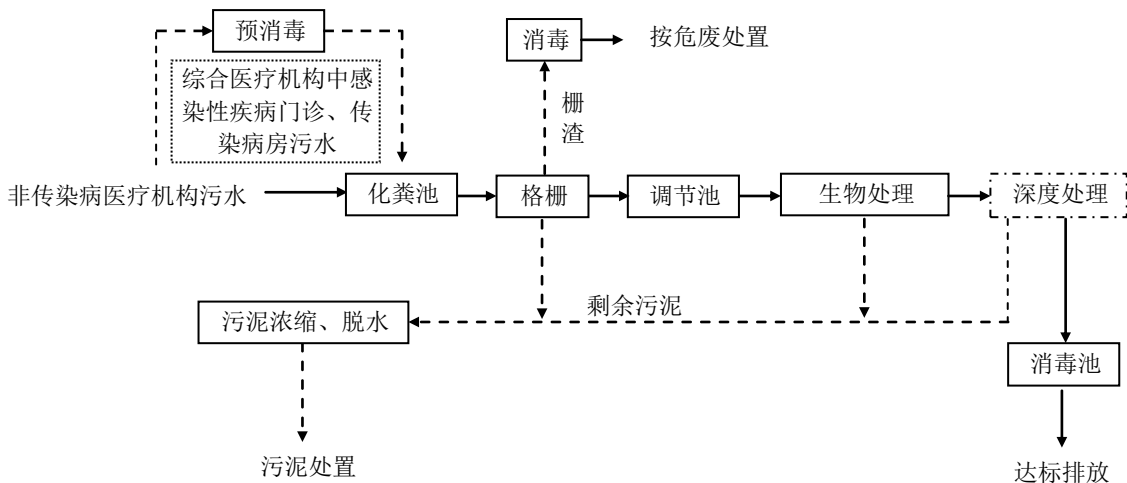 预消毒
消毒
按危废处置
综合医疗机构中感
染性疾病门诊、传
染病房污水
栅
渣
非传染病医疗机构污水
化粪池
格栅
调节池
生物处理
深度处理
剩余污泥
污泥浓缩、脱水
消毒池
污泥处置
达标排放